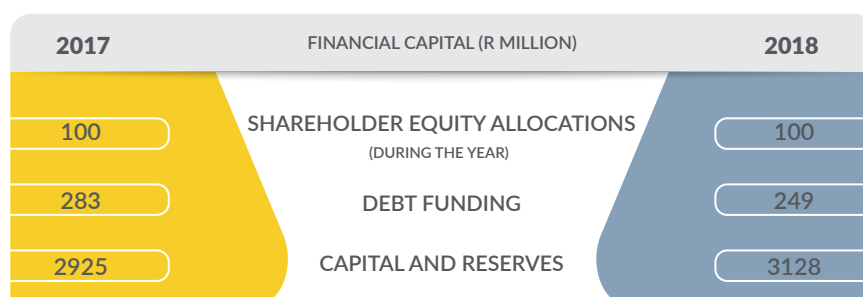 2017 FINANCIAL CAPITAL (R MILLION) 2018
100 SHAREHOLDER EQUITY ALLOCATIONS 100
(DURING THE YEAR)
283 DEBT FUNDING 249
2925 CAPITAL AND RESERVES 3128